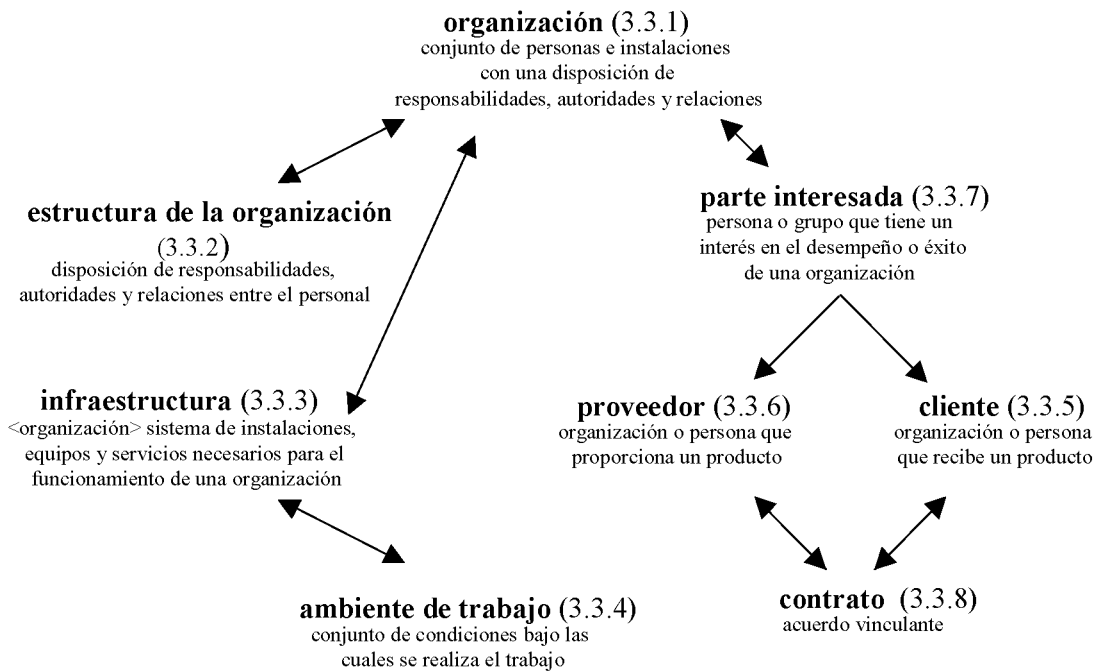 organización (3.3.1)
conjunto de personas e instalaciones
con una disposición de
responsabilidades, autoridades y relaciones
estructura de la organización
(3.3.2)
disposición de responsabilidades,
autoridades y relaciones entre el personal
parte interesada (3.3.7)
persona o grupo que tiene un
interés en el desempeño o éxito
de una organización
infraestructura (3.3.3)
<organización> sistema de instalaciones,
equipos y servicios necesarios para el
funcionamiento de una organización
proveedor (3.3.6)
organización o persona que
proporciona un producto
cliente (3.3.5)
organización o persona
que recibe un producto
ambiente de trabajo (3.3.4)
conjunto de condiciones bajo las
cuales se realiza el trabajo
contrato (3.3.8)
acuerdo vinculante